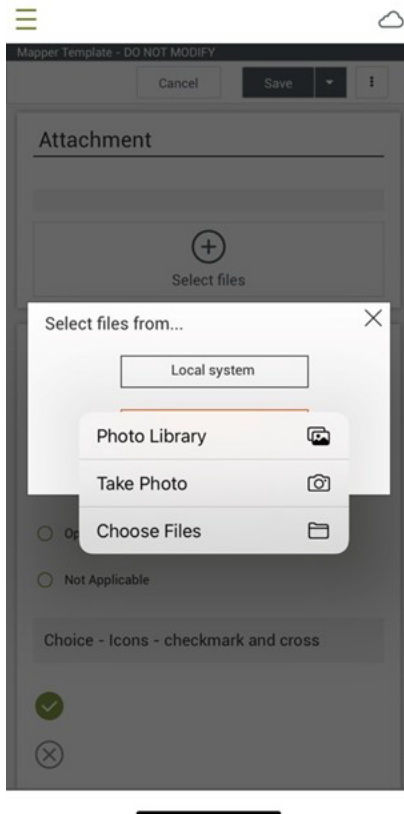 Mapper Template - DO NOT MODIFY
Cancel
Save
Attachment
Select files
Select files from...
Local system
Photo Library
Take Photo
Choose Files
Not Applicable
Choice - Icons - checkmark and cross